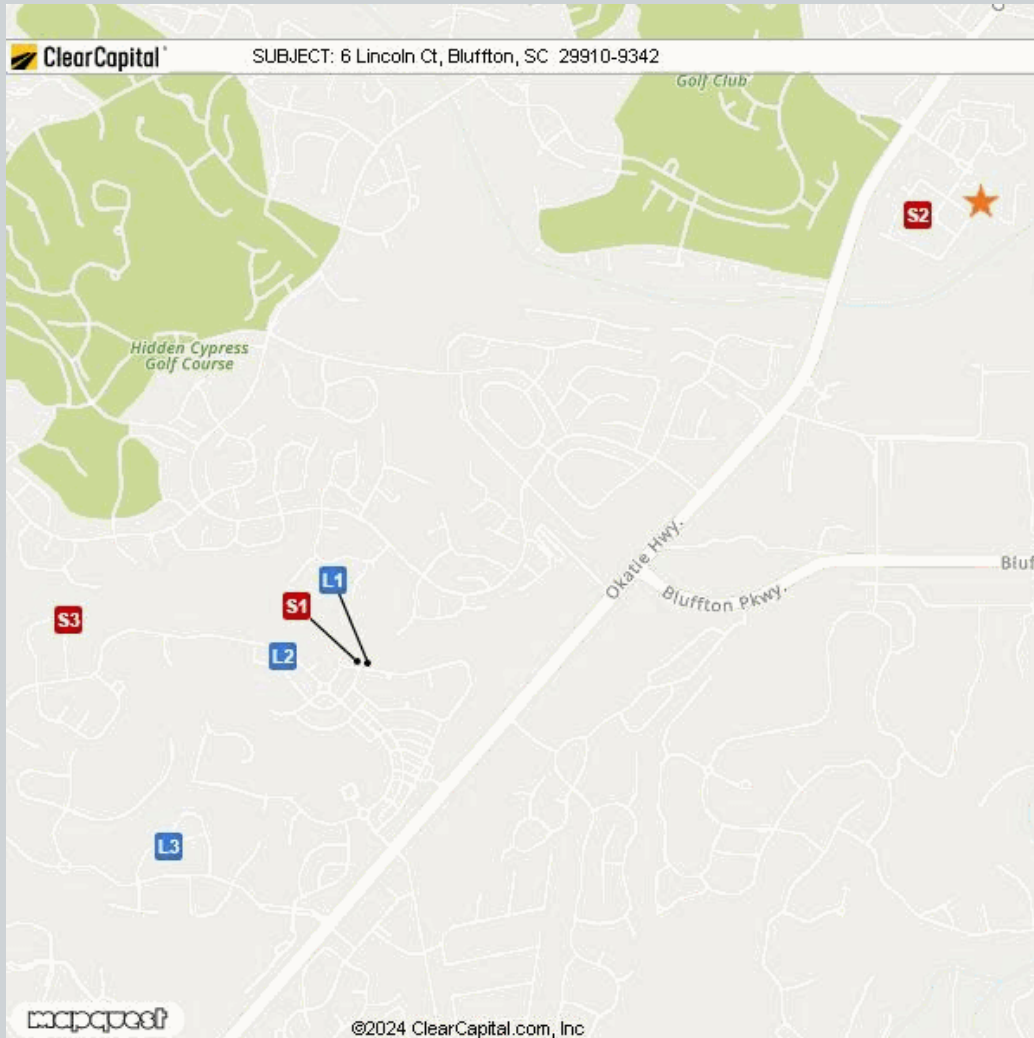 ClearCapital
SUBJECT: 6 Lincoln Ct, Bluffton, SC 29910-9342
Golf Club
S2
Hidden Cypress
Golf Course
Okatie Hwy.
Bluffton Pkwy.
Bluf
L1
S1
S3
L2
L3
mapquest
©2024 ClearCapital.com, Inc